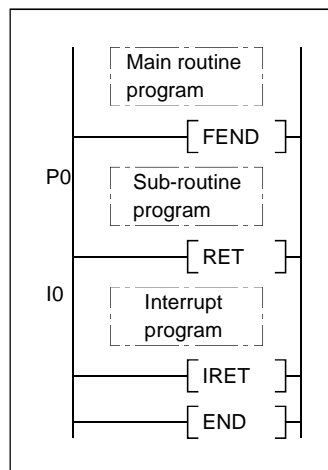 Main routine
program
FEND
P0
Sub-routine
program
RET
I0
Interrupt
program
IRET
END